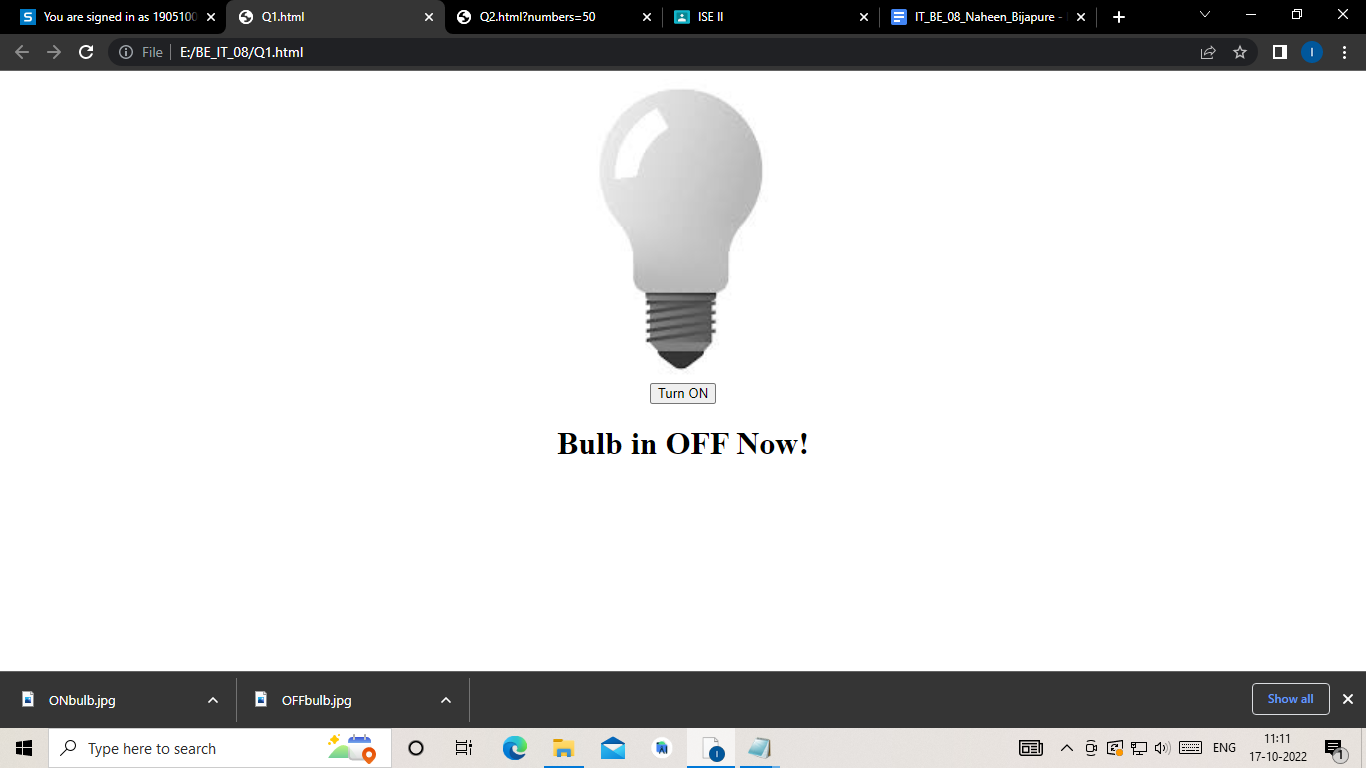 You are signed in as 1905100
Q1.html
Q2.html?numbers=50
ISE II
IT_BE_08_Naheen_Bijapure -
File
E:/BE_IT_08/Q1.html
I
Turn ON
Bulb in OFF Now!
ONbulb.jpg
OFFbulb.jpg
Show all
Type here to search
I
ENG
11:11
17-10-2022
1